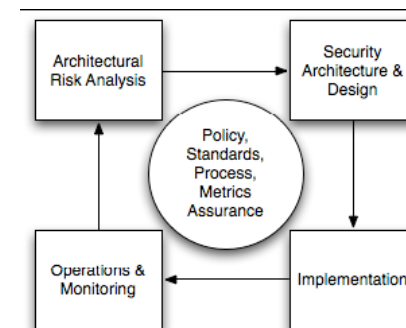 Architectural
Risk Analysis
Security
Architecture &
Design
Policy,
Standards,
Process,
Metrics
Assurance
Operations &
Monitoring
Implementation